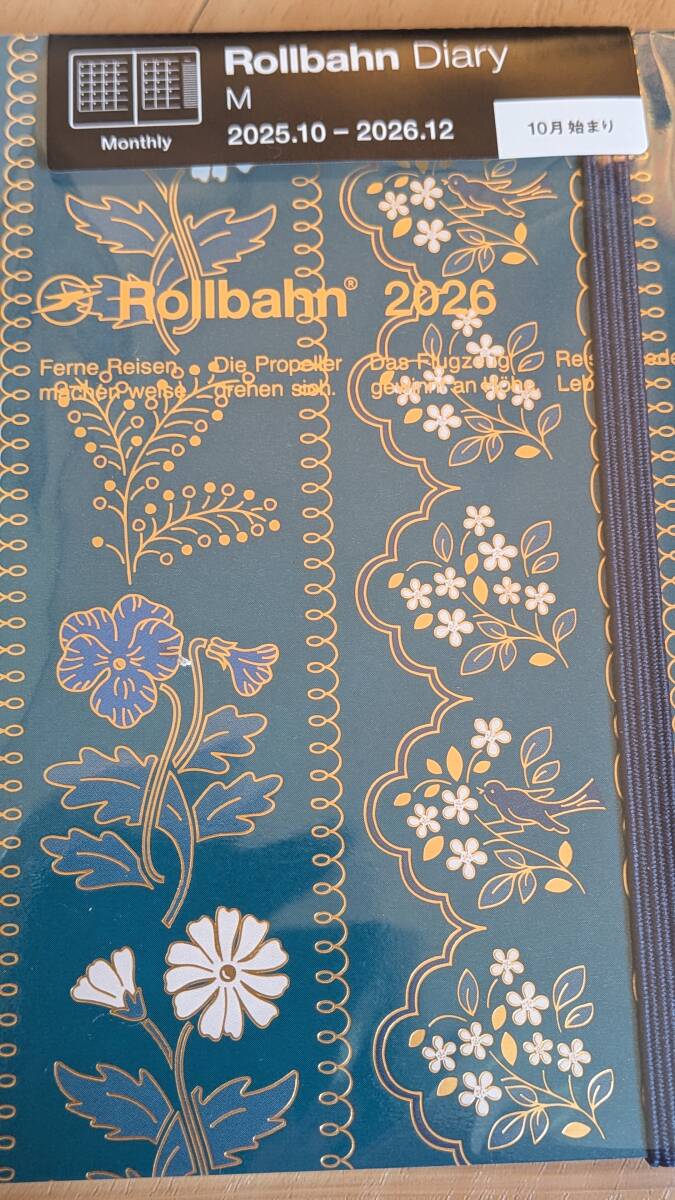 Rollbahn Diary
M
2025.10 – 2026.12
Monthly
10月始まり
Rollbahn® 2026
Ferne Reisen Die Propeller Das Flugzeug
machen weise drehen sich. gewinnt an Höhe. Leb